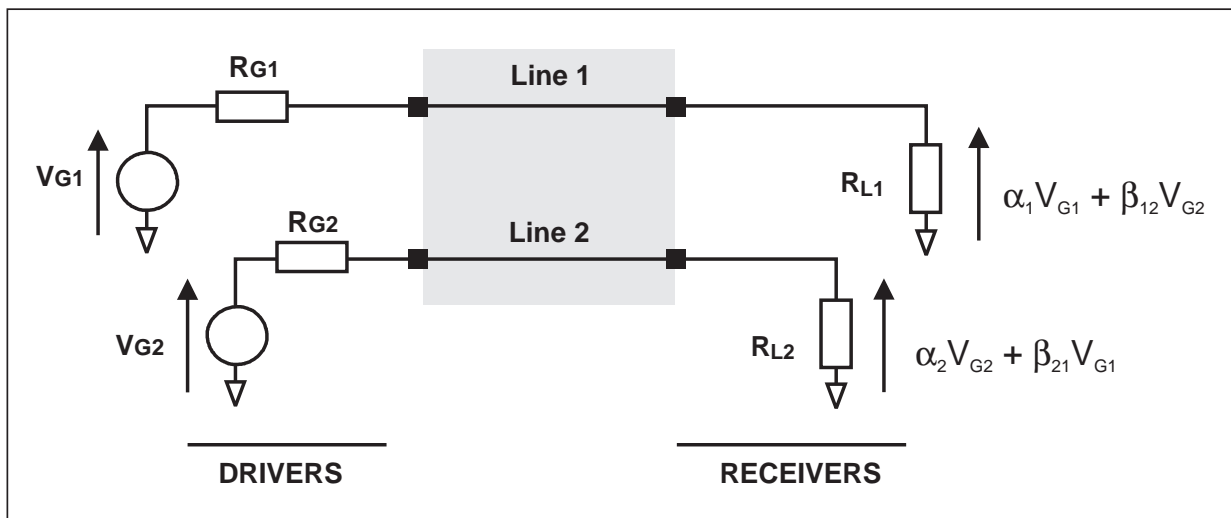 RG1
Line 1
VG1
RL1
α1VG1 + β12VG2
RG2
Line 2
VG2
RL2
α2VG2 + β21VG1
DRIVERS
RECEIVERS